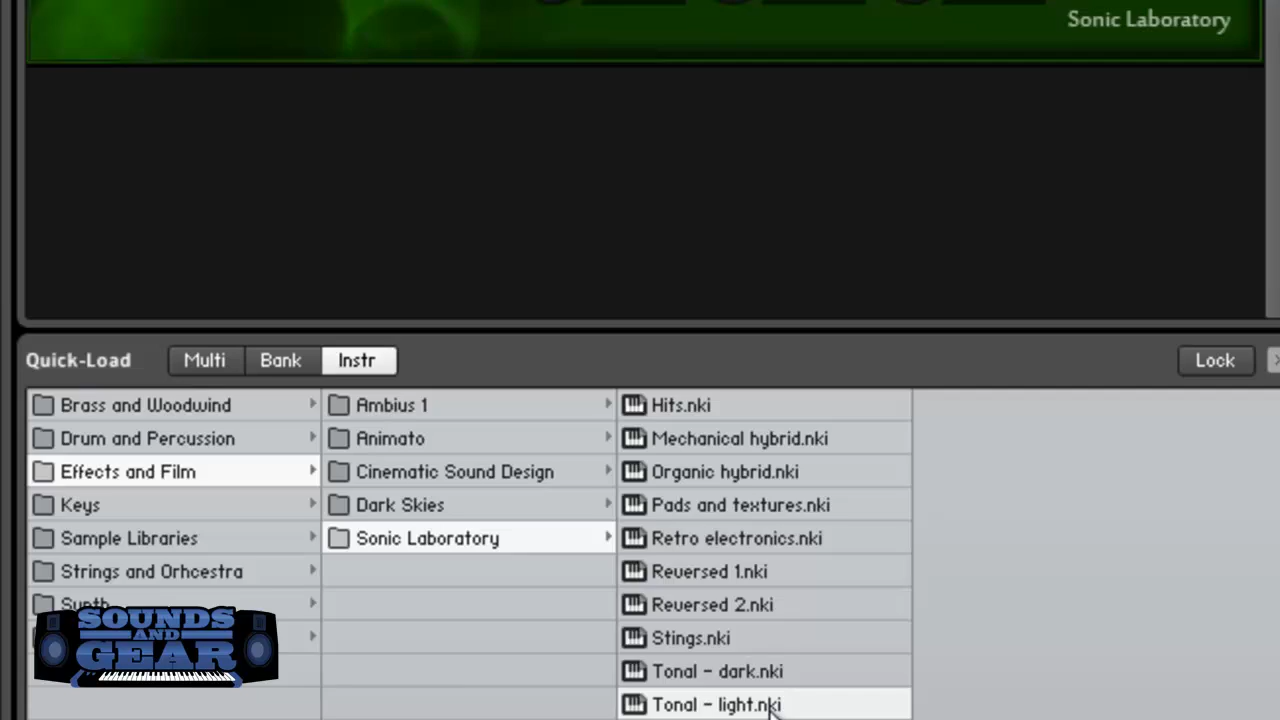 Sonic Laboratory
Quick-Load
Multi
Bank
Instr
Lock
Brass and Woodwind
Drum and Percussion
Effects and Film
Keys
Sample Libraries
Strings and Orhcestra
Synth
Ambius 1
Animato
Cinematic Sound Design
Dark Skies
Sonic Laboratory
Hits.nki
Mechanical hybrid.nki
Organic hybrid.nki
Pads and textures.nki
Retro electronics.nki
Reversed 1.nki
Reversed 2.nki
Stings.nki
Tonal - dark.nki
Tonal - light.nki
SOUNDS
AND
GEAR